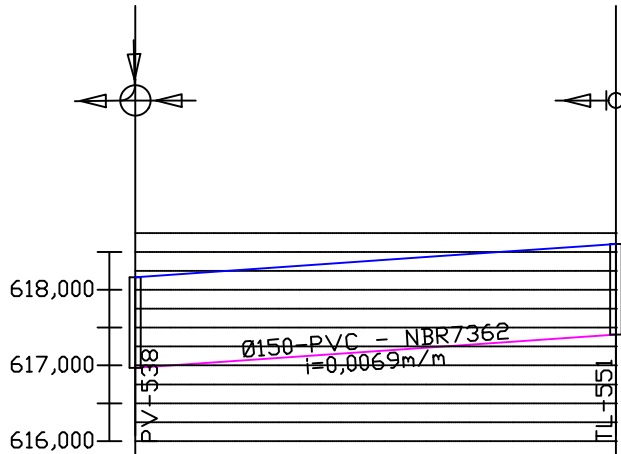 618,000
617,000
616,000
PV-538
Ø150-PVC - NBR7362
i=0,0069m/m
TL-551